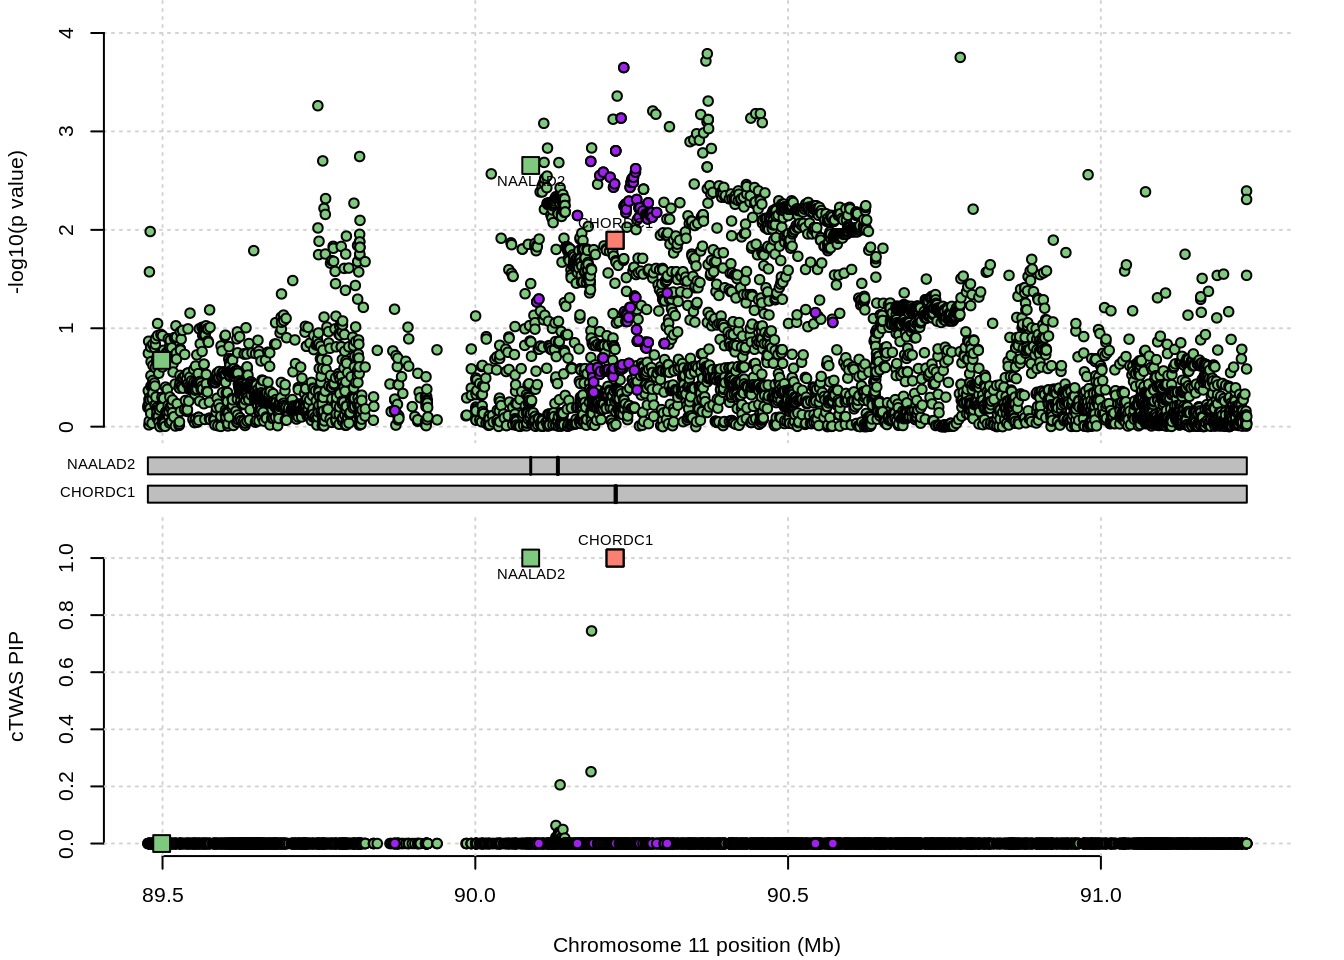 4
3
2
1
0
-log10(p value)
NAALAD2
CHORDC1
NAALAD2
CHORDC1
CHORDC1
NAALAD2
1.0
0.8
0.6
0.4
0.2
0.0
cTWAS PIP
89.5 90.0 90.5 91.0
Chromosome 11 position (Mb)